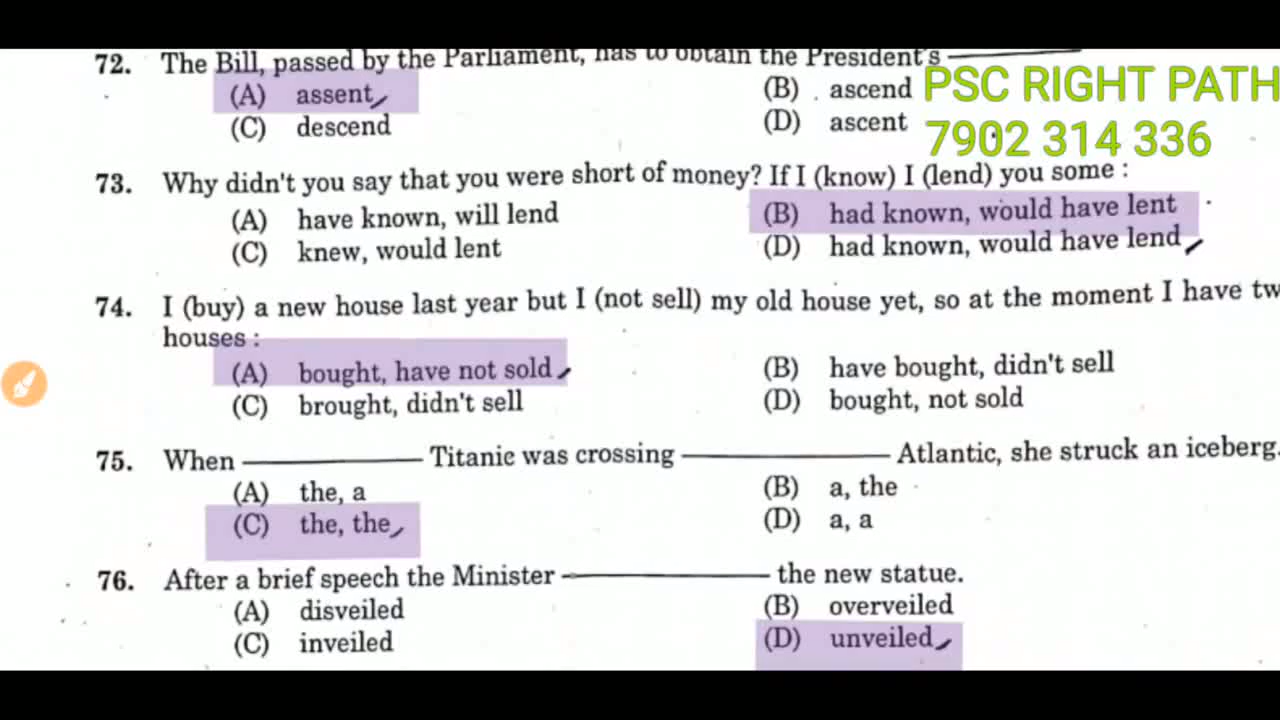 72. The Bill, passed by the Parliament, has to obtain the President's
(A) assent (B) ascend
(C) descend (D) ascent
PSC RIGHT PATH
7902 314 336
73. Why didn't you say that you were short of money? If I (know) I (lend) you some :
(A) have known, will lend (B) had known, would have lent
(C) knew, would lent (D) had known, would have lend
74. I (buy) a new house last year but I (not sell) my old house yet, so at the moment I have tw
houses :
(A) bought, have not sold (B) have bought, didn't sell
(C) brought, didn't sell (D) bought, not sold
75. When ________ Titanic was crossing ________ Atlantic, she struck an iceberg.
(A) the, a (B) a, the
(C) the, the (D) a, a
76. After a brief speech the Minister ________ the new statue.
(A) disveiled (B) overveiled
(C) inveiled (D) unveiled